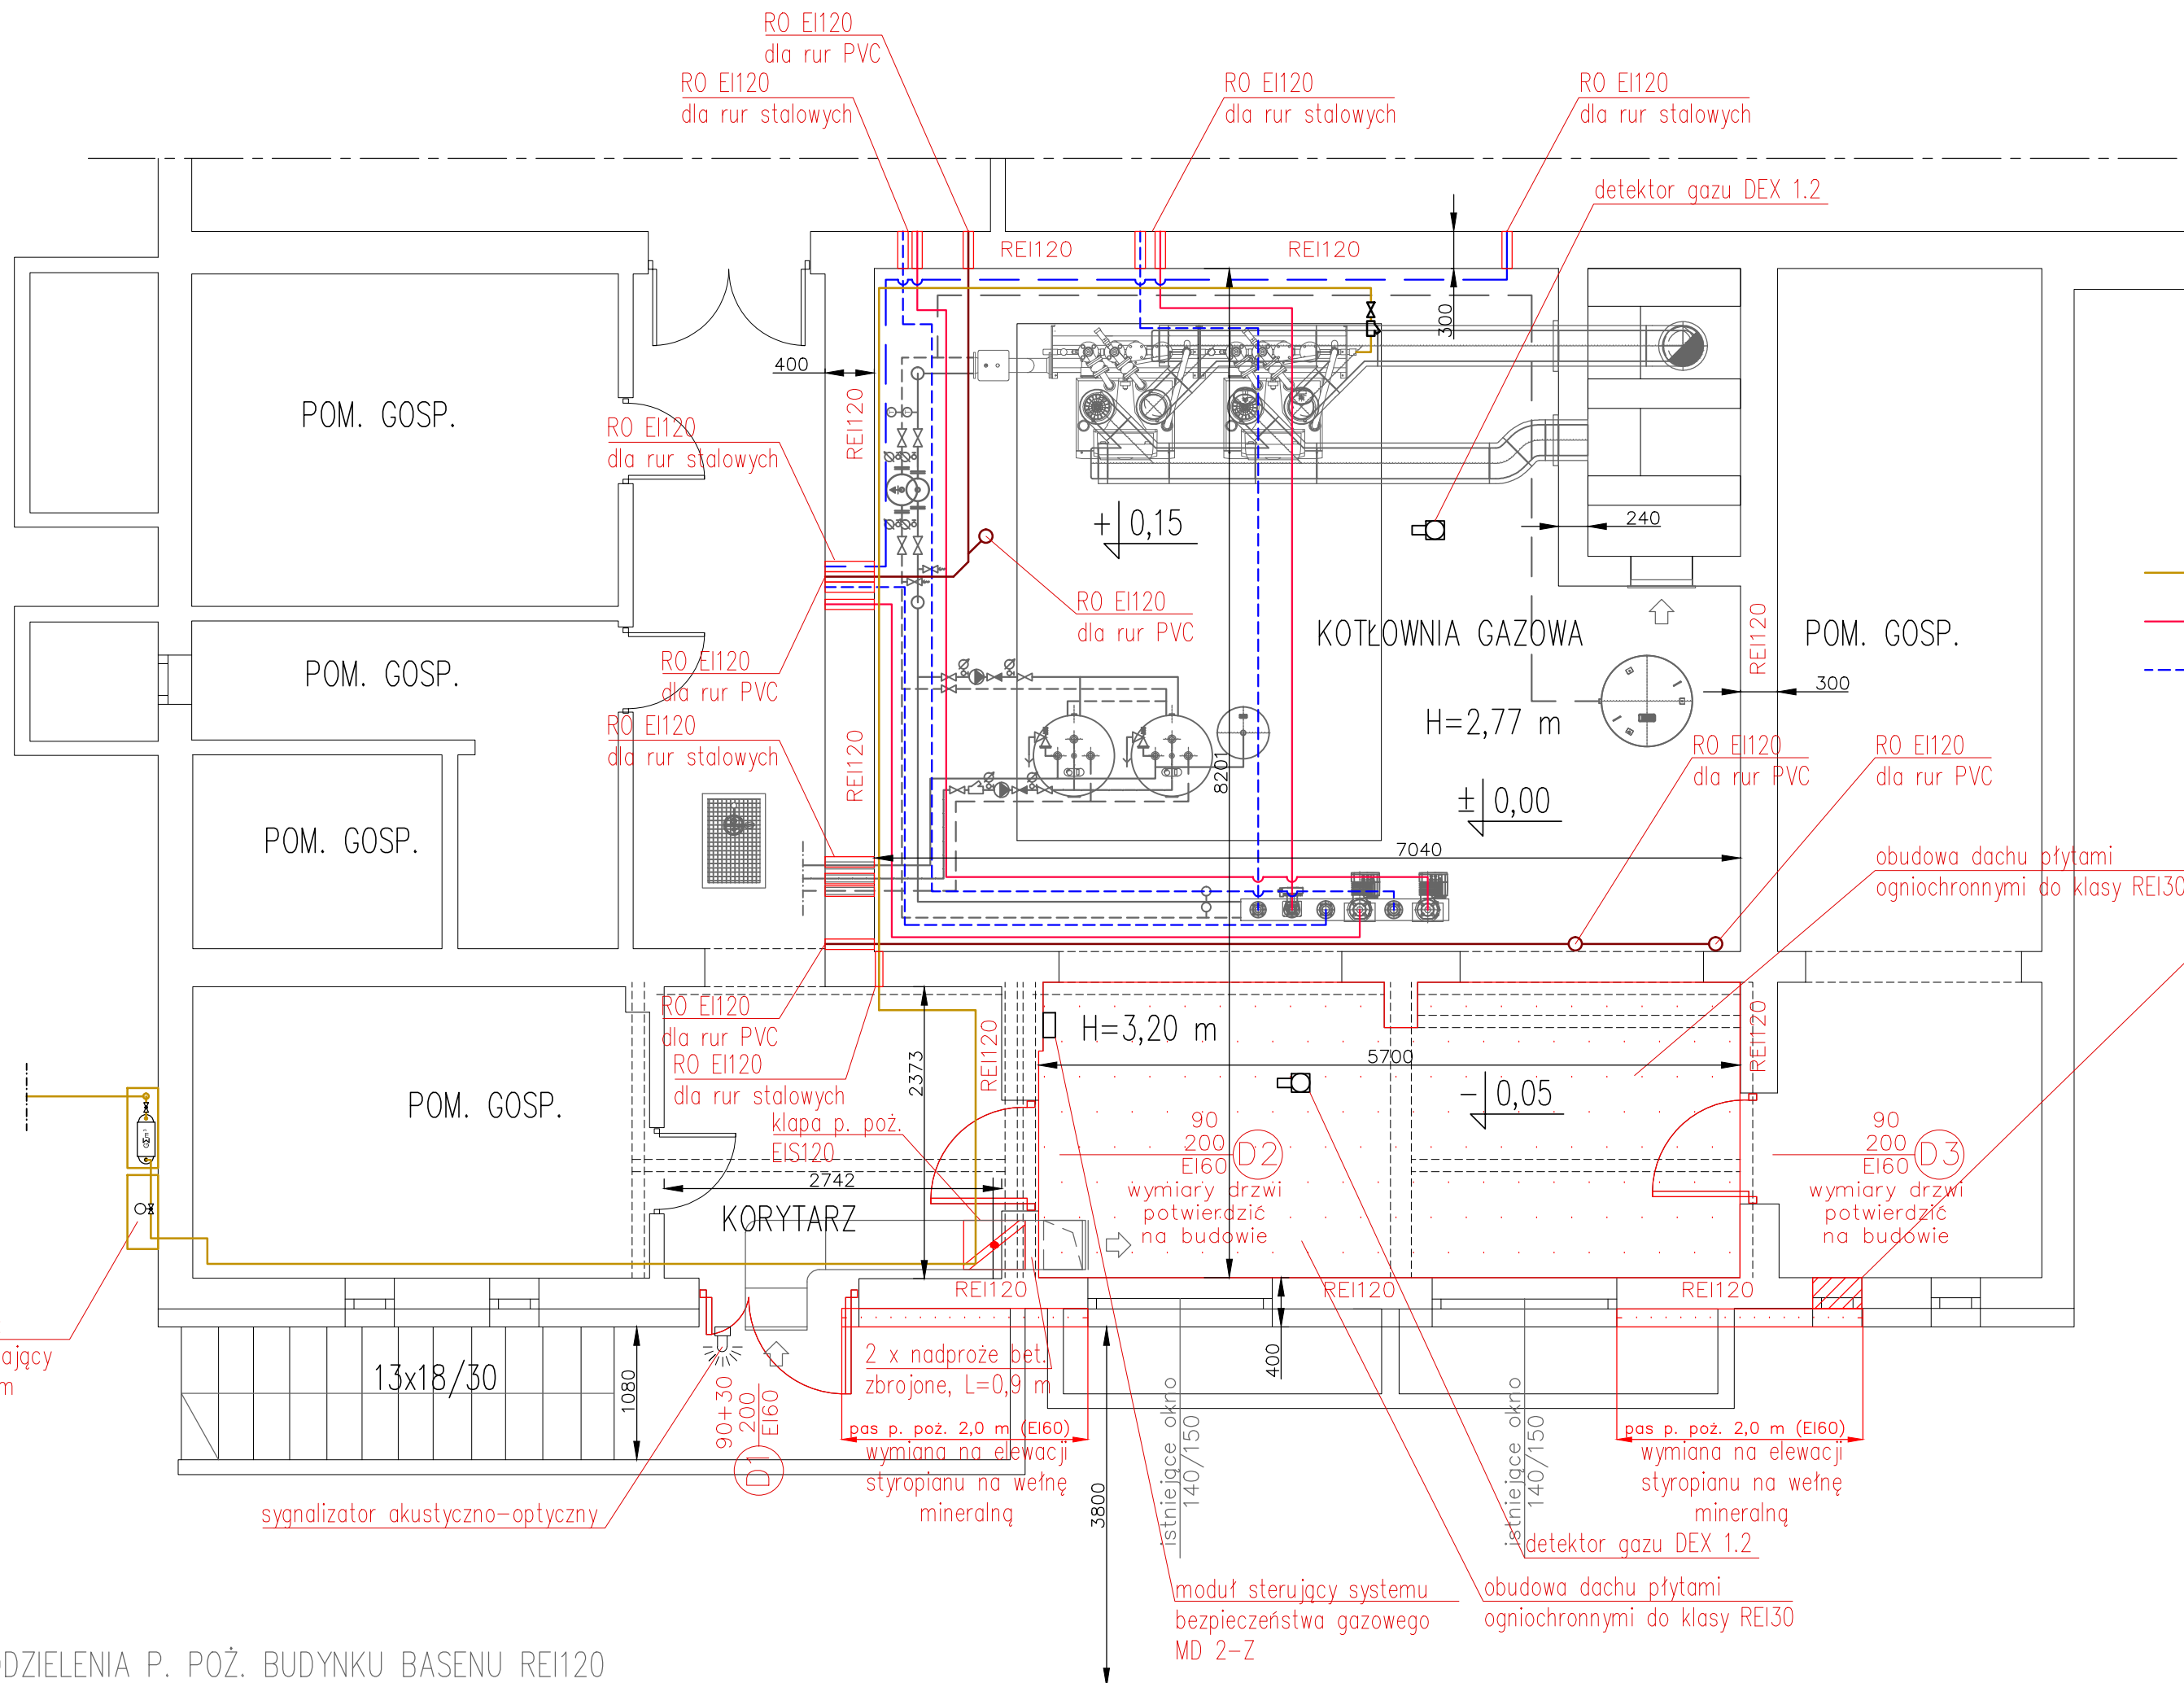 RO EI120
dla rur PVC
RO EI120
dla rur stalowych
RO EI120
dla rur stalowych
RO EI120
dla rur stalowych
detektor gazu DEX 1.2
REI120
REI120
300
400
REI120
POM. GOSP.
RO EI120
dla rur stalowych
+ 0,15
240
RO EI120
dla rur PVC
KOTŁOWNIA GAZOWA
REI120
POM. GOSP.
POM. GOSP.
RO EI120
dla rur PVC
300
RO EI120
dla rur stalowych
REI120
H=2,77 m
8201
RO EI120
dla rur PVC
RO EI120
dla rur PVC
± 0,00
POM. GOSP.
7040
obudowa dachu płytami
ogniochronnymi do klasy REI30
RO EI120
dla rur PVC
REI120
H=3,20 m
REI120
RO EI120
dla rur stalowych
2373
5700
POM. GOSP.
- 0,05
klapa p. poż.
EIS120
90
200
EI60
D2
wymiary drzwi
potwierdzić
na budowie
90
200
EI60
D3
wymiary drzwi
potwierdzić
na budowie
2742
KORYTARZ
REI120
REI120
REI120
ający
m
13x18/30
1080
2 x nadproże bet.
zbrojone, L=0,9 m
400
90+30
200
EI60
D1
pas p. poż. 2,0 m (EI60)
wymiana na elewacji
styropianu na wełnę
mineralną
istniejące okno
140/150
istniejące okno
140/150
pas p. poż. 2,0 m (EI60)
wymiana na elewacji
styropianu na wełnę
mineralną
sygnalizator akustyczno-optyczny
3800
detektor gazu DEX 1.2
moduł sterujący systemu
bezpieczeństwa gazowego
MD 2-Z
obudowa dachu płytami
ogniochronnymi do klasy REI30
DZIELENIA P. POŻ. BUDYNKU BASENU REI120